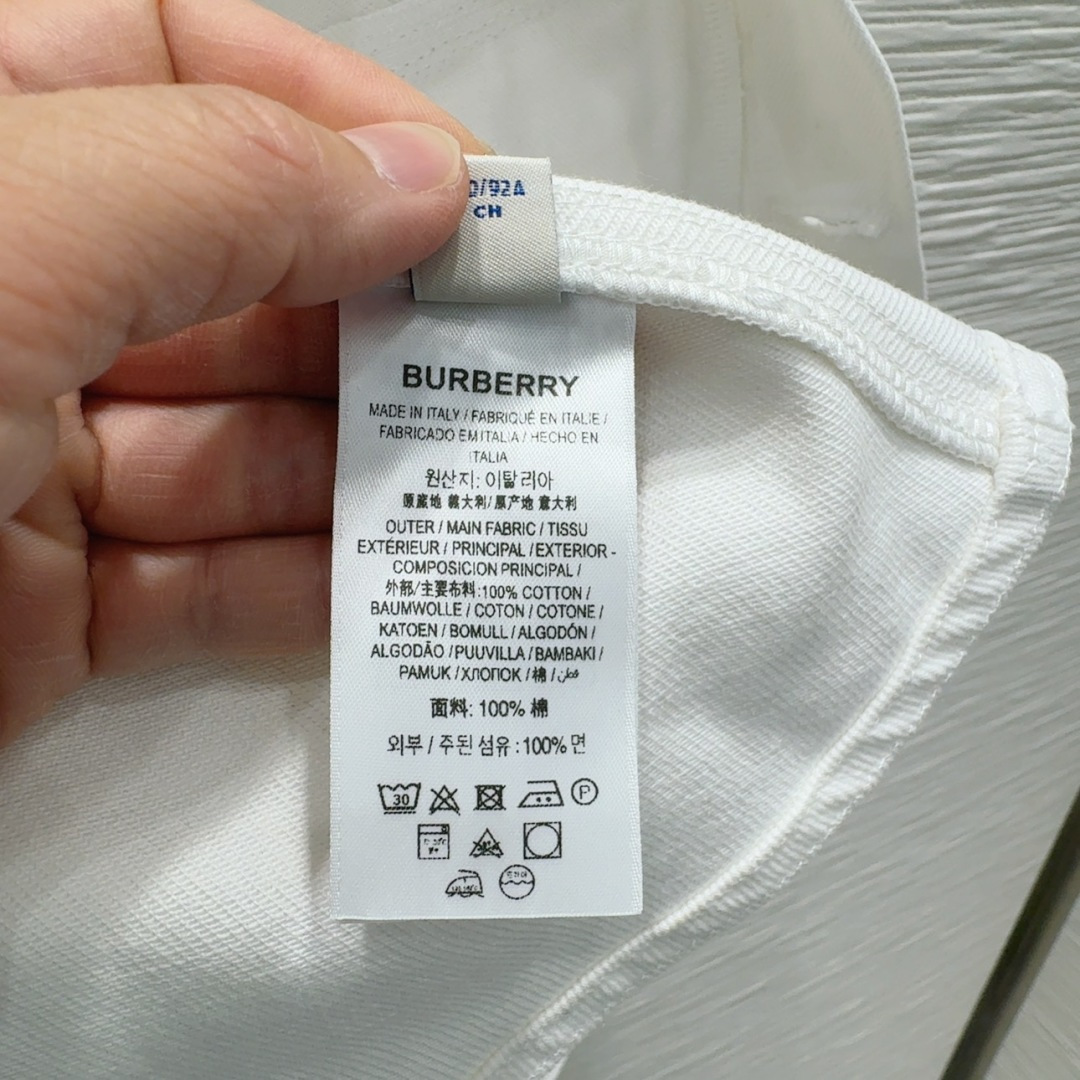 0/92A
CH
BURBERRY
MADE IN ITALY / FABRIQUÉ EN ITALIE /
FABRICADO EM ITALIA / HECHO EN
ITALIA
원산지: 이탈리아
原產地 義大利/ 原产地 意大利
OUTER / MAIN FABRIC / TISSU
EXTÉRIEUR / PRINCIPAL / EXTERIOR -
COMPOSICION PRINCIPAL /
外部/主要布料:100% COTTON /
BAUMWOLLE / COTON / COTONE /
KATOEN / BOMULL / ALGODÓN /
ALGODÃO / PUUVILLA / BAMBAKI /
PAMUK / ХЛОПОК / 棉 / قطن
面料: 100% 棉
외부 / 주된 섬유 : 100% 면
30
P